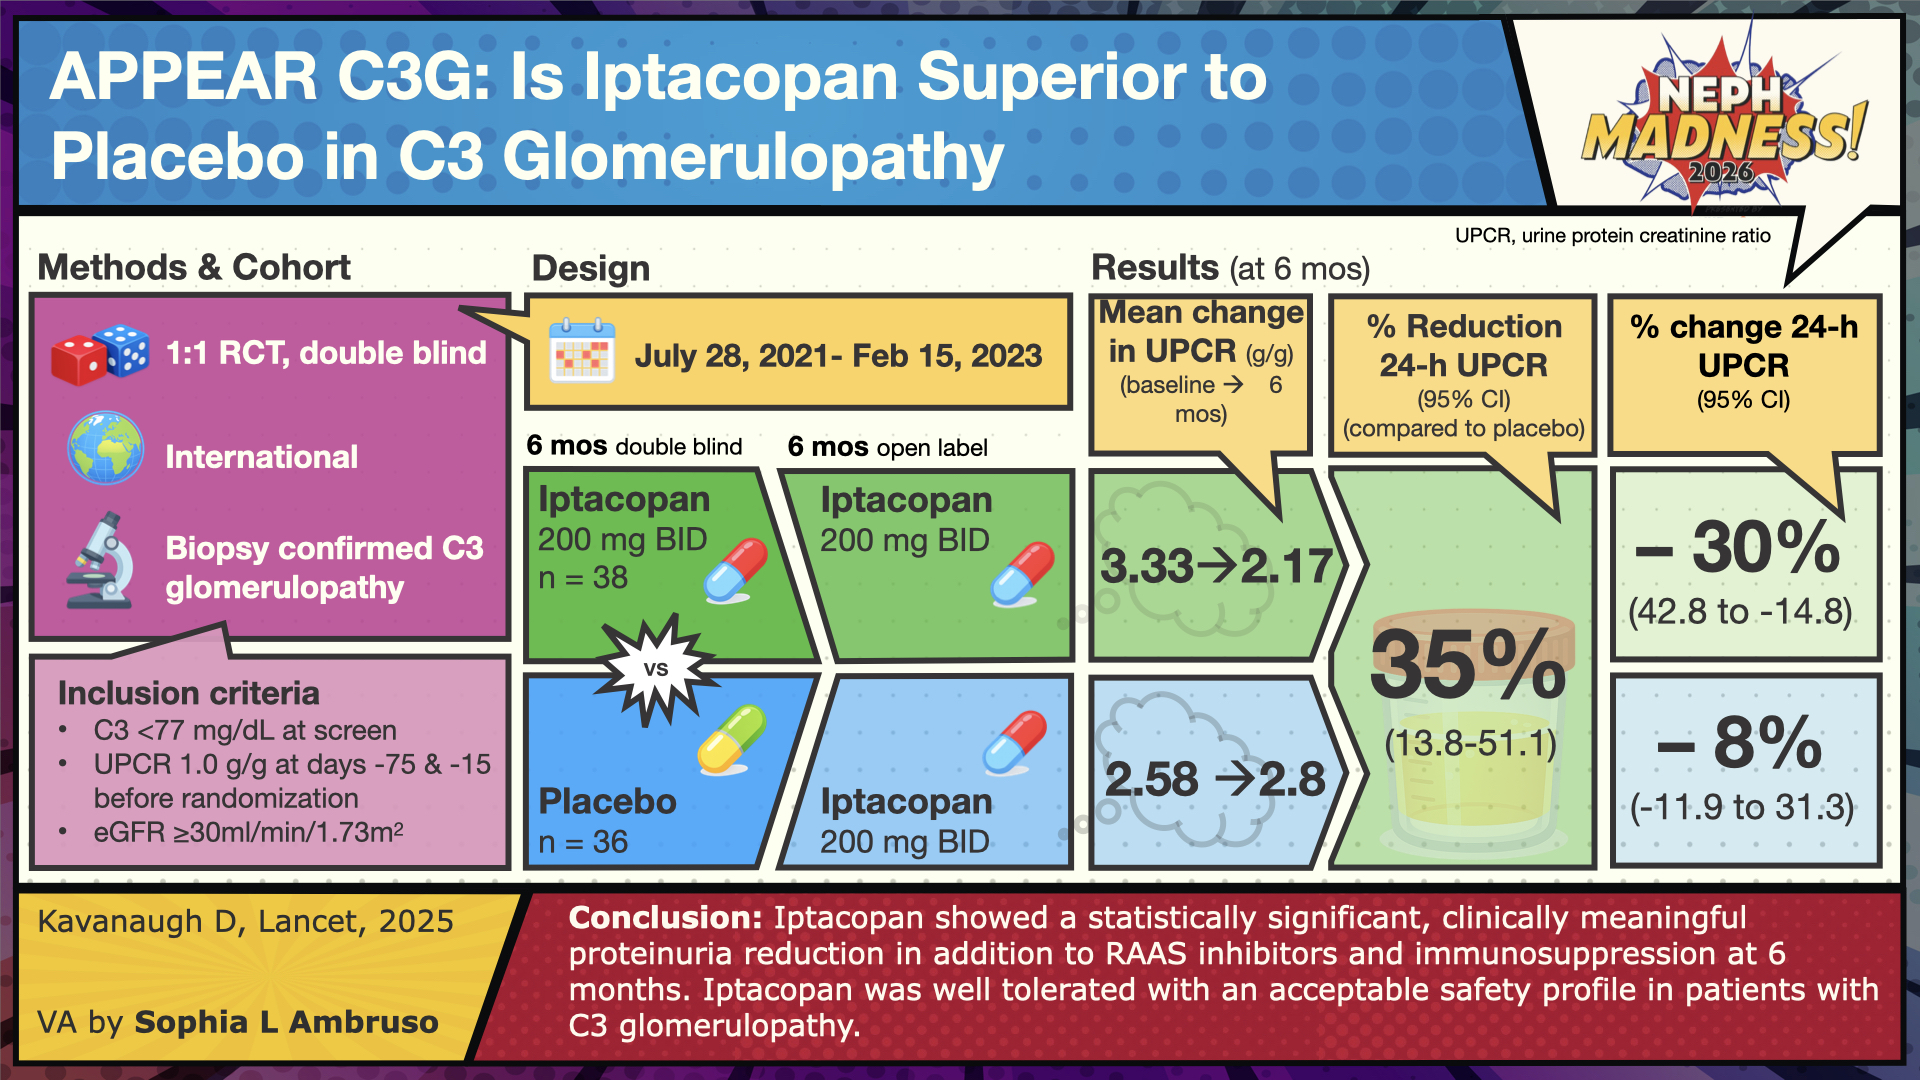 APPEAR C3G: Is Iptacopan Superior to
Placebo in C3 Glomerulopathy
NEPH
MADNESS!
2026
UPCR, urine protein creatinine ratio
Methods & Cohort
1:1 RCT, double blind
International
Biopsy confirmed C3
glomerulopathy
Inclusion criteria
• C3 <77 mg/dL at screen
• UPCR 1.0 g/g at days -75 & -15
before randomization
• eGFR ≥30ml/min/1.73m²
Design
July 28, 2021- Feb 15, 2023
6 mos double blind
6 mos open label
Iptacopan
200 mg BID
n = 38
Iptacopan
200 mg BID
vs
Placebo
n = 36
Iptacopan
200 mg BID
Results (at 6 mos)
Mean change
in UPCR (g/g)
(baseline → 6
mos)
3.33→2.17
2.58 →2.8
% Reduction
24-h UPCR
(95% CI)
(compared to placebo)
35%
(13.8-51.1)
% change 24-h
UPCR
(95% CI)
– 30%
(42.8 to -14.8)
– 8%
(-11.9 to 31.3)
Kavanaugh D, Lancet, 2025
VA by Sophia L Ambruso
Conclusion: Iptacopan showed a statistically significant, clinically meaningful
proteinuria reduction in addition to RAAS inhibitors and immunosuppression at 6
months. Iptacopan was well tolerated with an acceptable safety profile in patients with
C3 glomerulopathy.